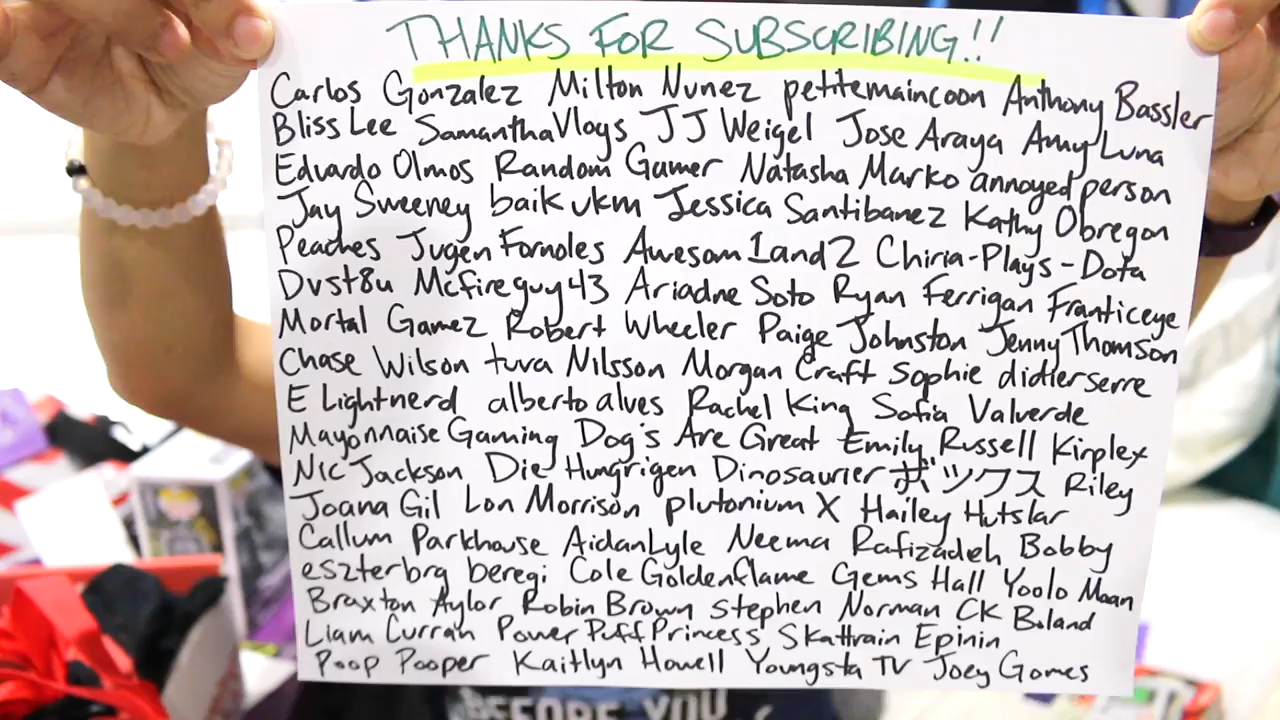 THANKS FOR SUBSCRIBING!!
Carlos Gonzalez Milton Nunez petitemaincoon Anthony Bassler
Bliss Lee SamanthaVlogs JJ Weigel Jose Araya Amy Luna
Eduardo Olmos Random Gamer Natasha Marko annoyed person
Jay Sweeney baik ukm Jessica Santibanez Kathy Obregon
Peaches Jugen Fornoles Awesom 1and2 Chiria-Plays-Dota
Dvst8u Mcfireguy43 Ariadne Soto Ryan Ferrigan Franticeye
Mortal Gamez Robert Wheeler Paige Johnston Jenny Thomson
Chase Wilson tuva Nilsson Morgan Craft Sophie didierserre
E Lightnerd alberto alves Rachel King Sofia Valverde
Mayonnaise Gaming Dog's Are Great Emily Russell Kirplex
Nic Jackson Die Hungrigen Dinosaurier ボックス Riley
Joana Gil Lon Morrison plutonium X Hailey Hutslar
Callum Parkhouse AidanLyle Neema Rafizadeh Bobby
eszterbrg beregi Cole Goldenflame Gems Hall Yoolo Maan
Braxton Aylor Robin Brown Stephen Norman CK Boland
Liam Curran Power Puff Princess Skattrain Epinin
Poop Pooper Kaitlyn Howell Youngsta TV Joey Gomes
BEFORE YOU